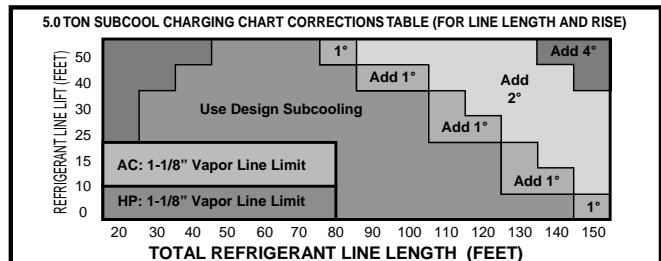 5.0 TON SUBCOOL CHARGING CHART CORRECTIONS TABLE (FOR LINE LENGTH AND RISE)
REFRIGERANT LINE LIFT (FEET)
50
40
30
25
15
10
0
1°
Add 4°
Add 1°
Add
2°
Use Design Subcooling
Add 1°
AC: 1-1/8” Vapor Line Limit
Add 1°
HP: 1-1/8” Vapor Line Limit
1°
20 30 40 50 60 70 80 90 100 110 120 130 140 150
TOTAL REFRIGERANT LINE LENGTH (FEET)